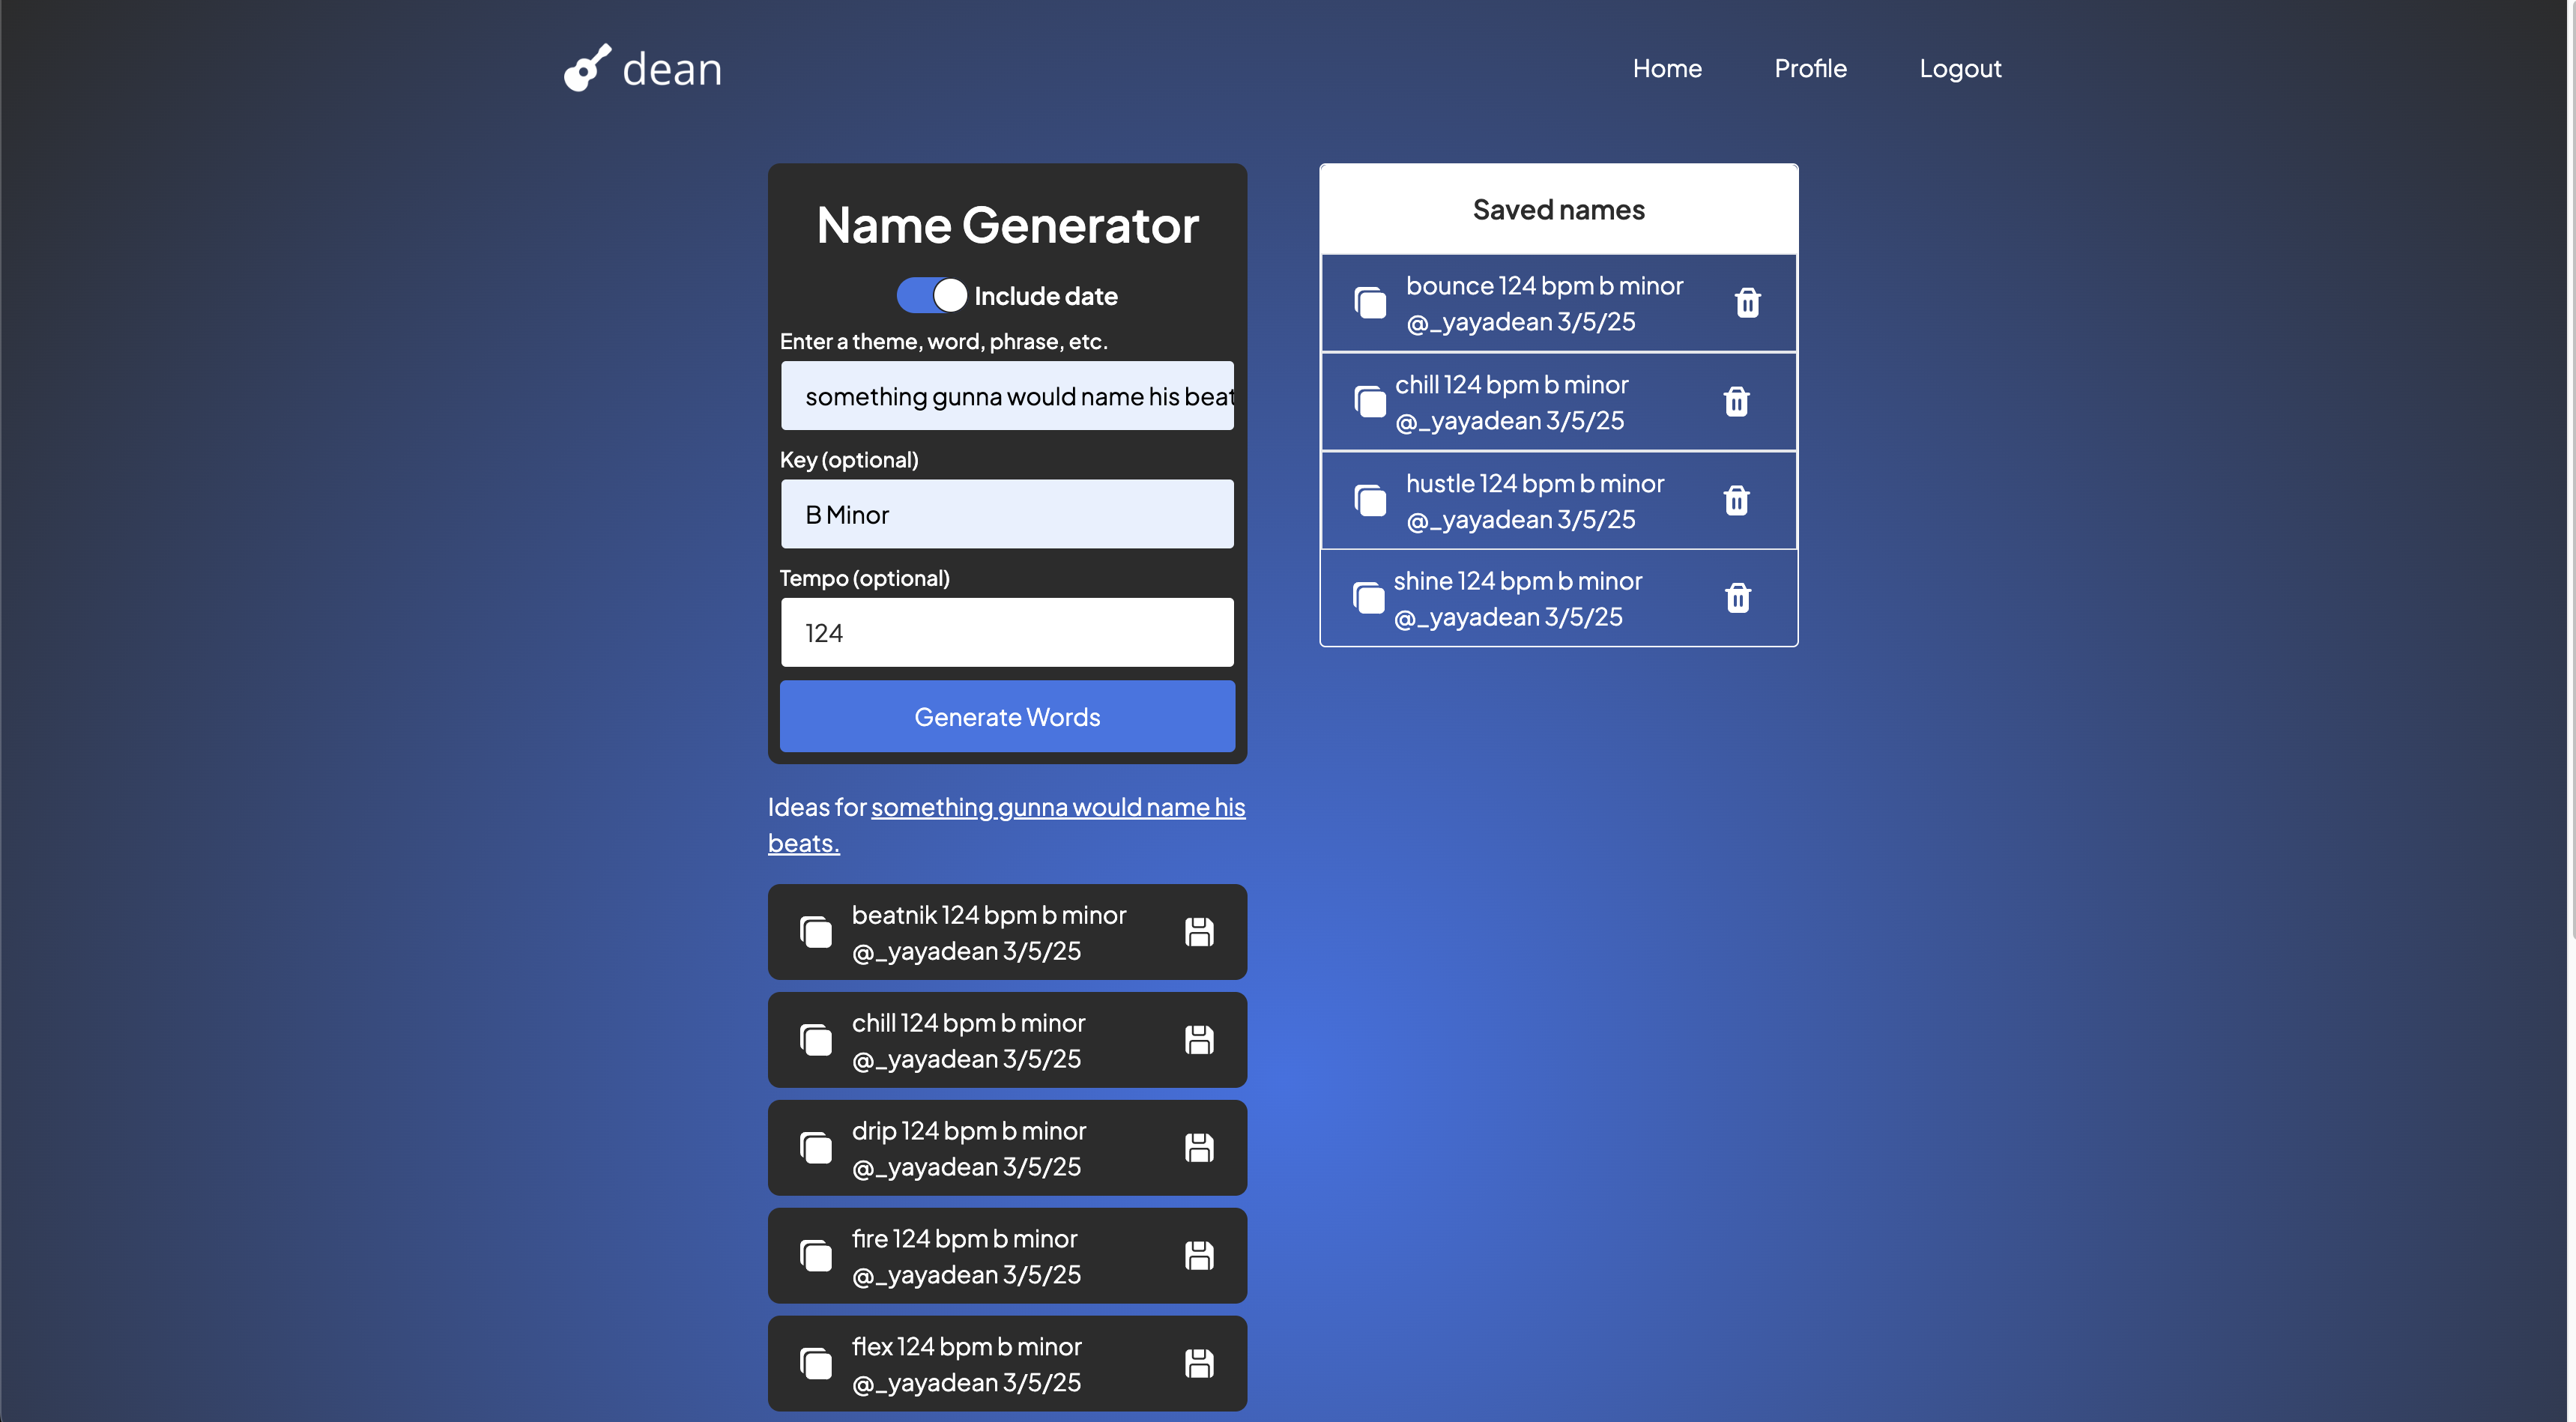 dean
Home
Profile
Logout
Name Generator
Include date
Enter a theme, word, phrase, etc.
something gunna would name his beat
Key (optional)
B Minor
Tempo (optional)
124
Generate Words
Ideas for something gunna would name his
beats.
beatnik 124 bpm b minor
@_yayadean 3/5/25
chill 124 bpm b minor
@_yayadean 3/5/25
drip 124 bpm b minor
@_yayadean 3/5/25
fire 124 bpm b minor
@_yayadean 3/5/25
flex 124 bpm b minor
@_yayadean 3/5/25
Saved names
bounce 124 bpm b minor
@_yayadean 3/5/25
chill 124 bpm b minor
@_yayadean 3/5/25
hustle 124 bpm b minor
@_yayadean 3/5/25
shine 124 bpm b minor
@_yayadean 3/5/25